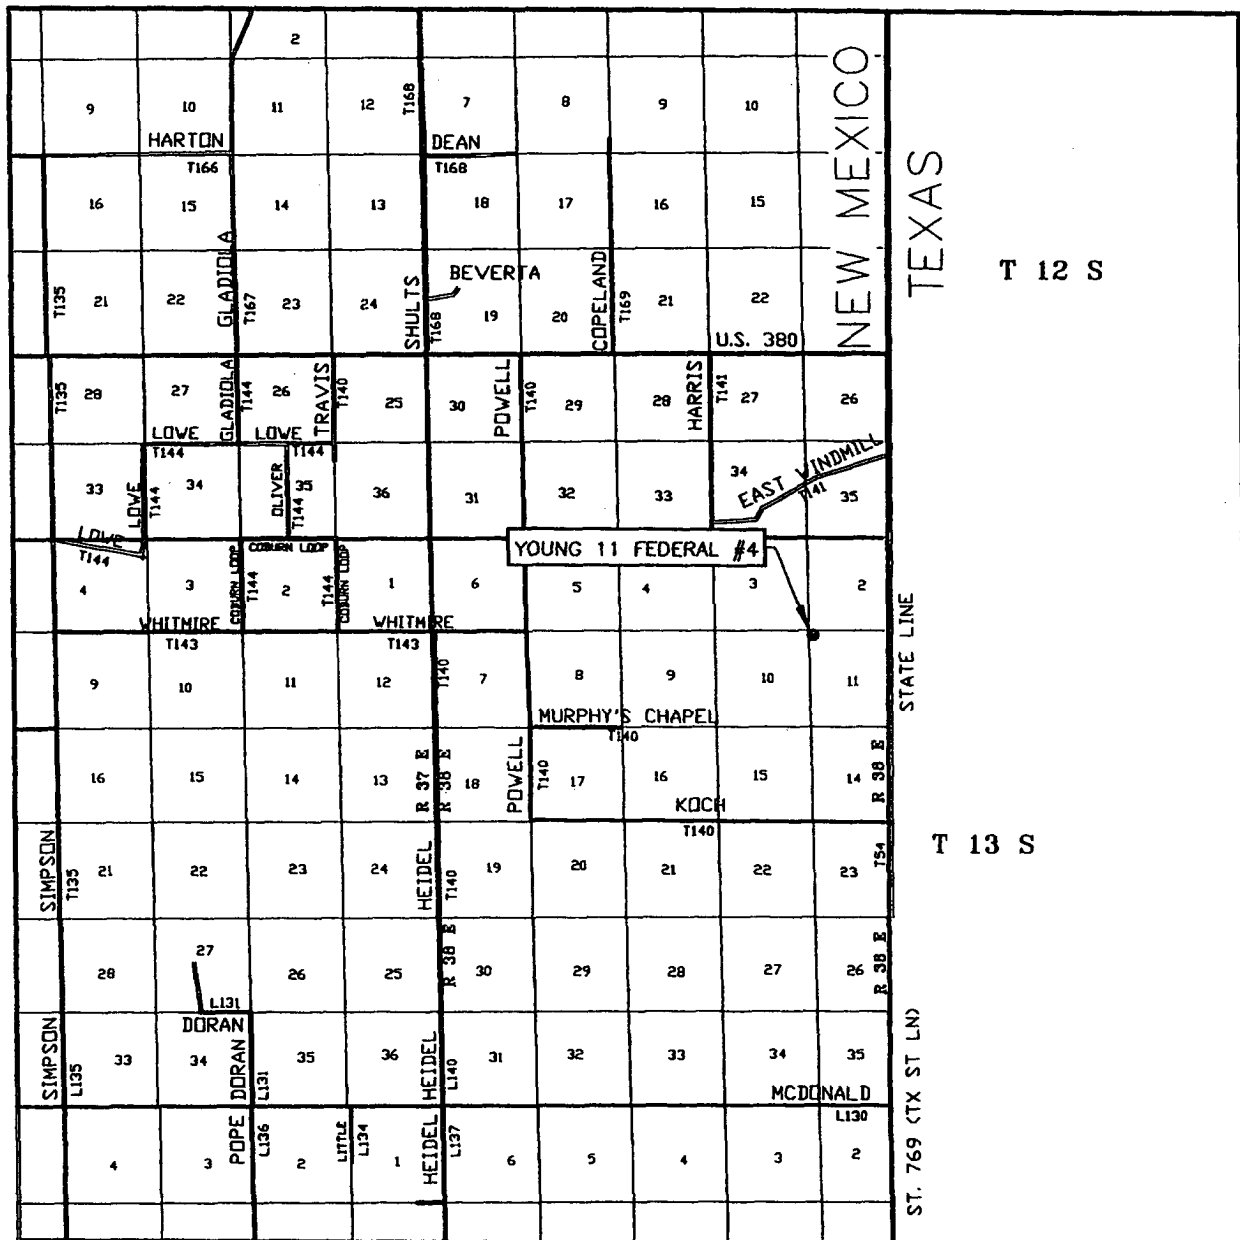 2
9 10 11 12 T168 7 8 9 10
HARTON DEAN
T166 T168
NEW MEXICO
TEXAS
16 15 14 13 18 17 16 15
T 12 S
BEVERTA
T135 21 22 GLADIOLA T167 23 24 SHULTS T168 19 20 COPELAND T169 21 22
U.S. 380
T135 28 27 GLADIOLA T144 26 TRAVIS T140 25 30 POWELL T140 29 28 HARRIS T141 27 26
LOWE LOWE
T144 T144
33 LOWE T144 34 OLIVER T144 35 36 31 32 33 34 35
EAST WINDMILL
T141
LOWE
T144
COBURN LOOP
YOUNG 11 FEDERAL #4
4 3 COBURN LOOP T144 2 T144 COBURN LOOP 1 6 5 4 3 2
WHITMIRE WHITMIRE
T143 T143
STATE LINE
9 10 11 12 T140 7 8 9 10 11
MURPHY'S CHAPEL
T140
16 15 14 13 R 37 E R 38 E 18 POWELL T140 17 16 15 14 R 38 E
KOCH
T140
T 13 S
SIMPSON T135 21 22 23 24 HEIDEL T140 19 20 21 22 23 T54
28 27 26 25 R 38 E 30 29 28 27 26 R 38 E
L131
DORAN
SIMPSON L135 33 34 DORAN L131 35 36 HEIDEL L140 31 32 33 34 35
MCDONALD
L130
4 3 POPE L136 2 LITTLE L134 1 HEIDEL L137 6 5 4 3 2
ST. 769 (TX ST LN)